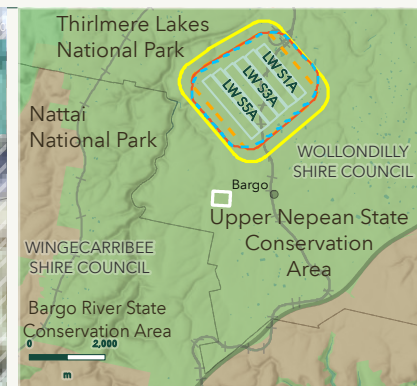 Thirlmere Lakes
National Park
LW S1A
LW S3A
LW S5A
Nattai
National Park
WOLLONDILLY
SHIRE COUNCIL
Bargo
Upper Nepean State
Conservation
Area
WINGECARRIBEE
SHIRE COUNCIL
Bargo River State
Conservation Area
0 2,000
m